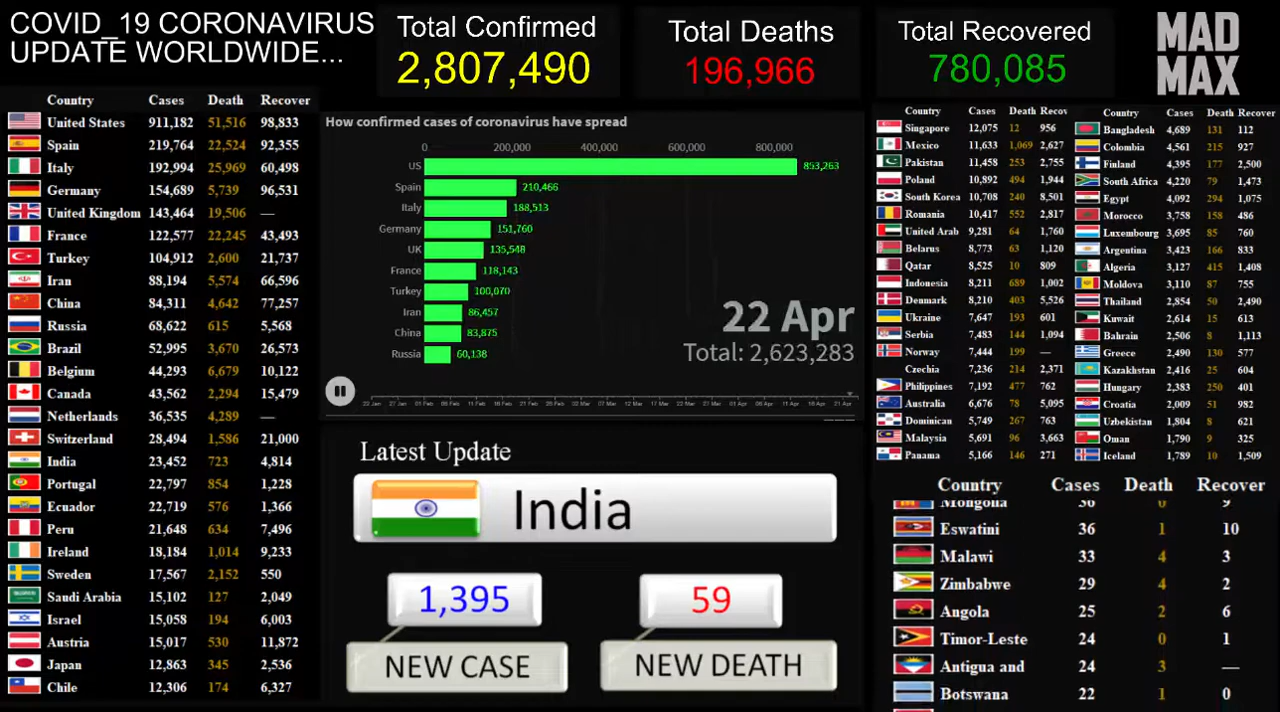 COVID_19 CORONAVIRUS
UPDATE WORLDWIDE...
Total Confirmed
2,807,490
Total Deaths
196,966
Total Recovered
780,085
MAD
MAX
Country Cases Death Recover
United States 911,182 51,516 98,833
Spain 219,764 22,524 92,355
Italy 192,994 25,969 60,498
Germany 154,689 5,739 96,531
United Kingdom 143,464 19,506 —
France 122,577 22,245 43,493
Turkey 104,912 2,600 21,737
Iran 88,194 5,574 66,596
China 84,311 4,642 77,257
Russia 68,622 615 5,568
Brazil 52,995 3,670 26,573
Belgium 44,293 6,679 10,122
Canada 43,562 2,294 15,479
Netherlands 36,535 4,289 —
Switzerland 28,494 1,586 21,000
India 23,452 723 4,814
Portugal 22,797 854 1,228
Ecuador 22,719 576 1,366
Peru 21,648 634 7,496
Ireland 18,184 1,014 9,233
Sweden 17,567 2,152 550
Saudi Arabia 15,102 127 2,049
Israel 15,058 194 6,003
Austria 15,017 530 11,872
Japan 12,863 345 2,536
Chile 12,306 174 6,327
How confirmed cases of coronavirus have spread
0. 200,000 400,000 600,000 800,000
US 853,263
Spain 210,466
Italy 188,513
Germany 151,760
UK 135,548
France 118,143
Turkey 100,070
Iran 86,457
China 83,875
Russia 60,138
22 Apr
Total: 2,623,283
Latest Update
India
1,395
59
NEW CASE
NEW DEATH
Country Cases Death Recov
Singapore 12,075 12 956
Mexico 11,633 1,069 2,627
Pakistan 11,458 253 2,755
Poland 10,892 494 1,944
South Korea 10,708 240 8,501
Romania 10,417 552 2,817
United Arab 9,281 64 1,760
Belarus 8,773 63 1,120
Qatar 8,525 10 809
Indonesia 8,211 689 1,002
Denmark 8,210 403 5,526
Ukraine 7,647 193 601
Serbia 7,483 144 1,094
Norway 7,444 199 —
Czechia 7,236 214 2,371
Philippines 7,192 477 762
Australia 6,676 78 5,095
Dominican 5,749 267 763
Malaysia 5,691 96 3,663
Panama 5,166 146 271
Country Cases Death Recover
Bangladesh 4,689 131 112
Colombia 4,561 215 927
Finland 4,395 177 2,500
South Africa 4,220 79 1,473
Egypt 4,092 294 1,075
Morocco 3,758 158 486
Luxembourg 3,695 85 760
Argentina 3,423 166 833
Algeria 3,127 415 1,408
Moldova 3,110 87 755
Thailand 2,854 50 2,490
Kuwait 2,614 15 613
Bahrain 2,506 8 1,113
Greece 2,490 130 577
Kazakhstan 2,416 25 604
Hungary 2,383 250 401
Croatia 2,009 51 982
Uzbekistan 1,804 8 621
Oman 1,790 9 325
Iceland 1,789 10 1,509
Country Cases Death Recover
Mongolia 36 0 9
Eswatini 36 1 10
Malawi 33 4 3
Zimbabwe 29 4 2
Angola 25 2 6
Timor-Leste 24 0 1
Antigua and 24 3 —
Botswana 22 1 0